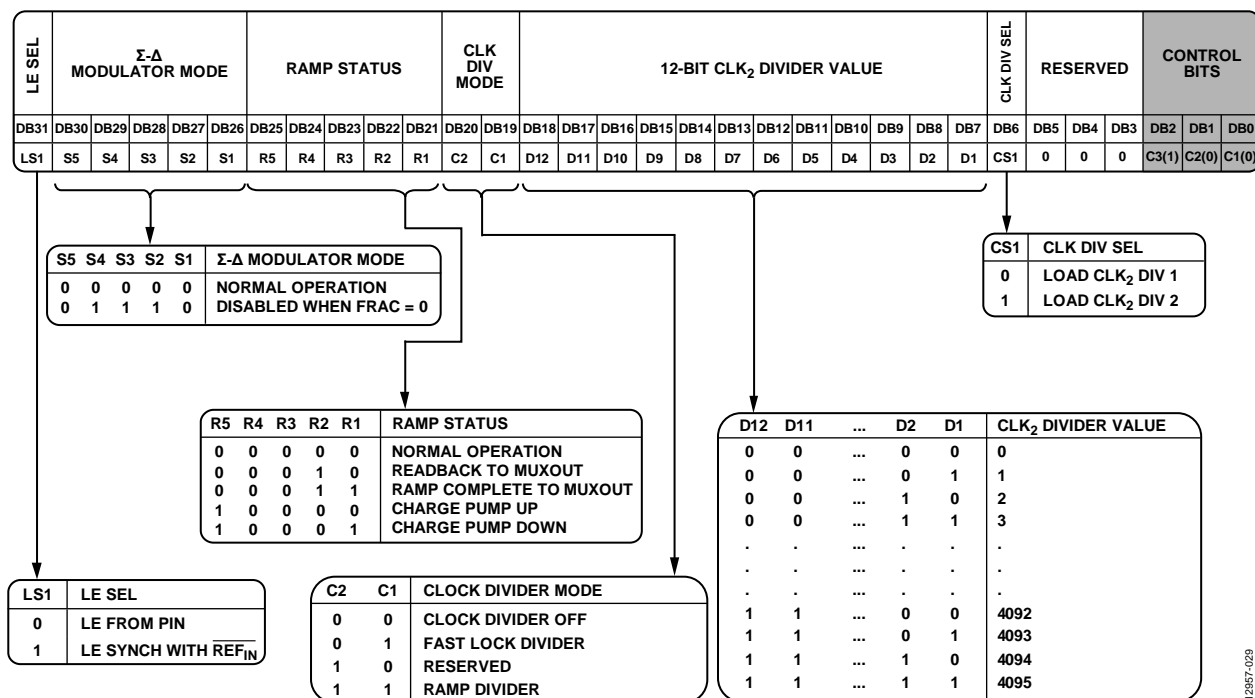 LE SEL
Σ-Δ
MODULATOR MODE
RAMP STATUS
CLK
DIV
MODE
12-BIT CLK2 DIVIDER VALUE
CLK DIV SEL
RESERVED
CONTROL
BITS
DB31 DB30 DB29 DB28 DB27 DB26 DB25 DB24 DB23 DB22 DB21 DB20 DB19 DB18 DB17 DB16 DB15 DB14 DB13 DB12 DB11 DB10 DB9 DB8 DB7 DB6 DB5 DB4 DB3 DB2 DB1 DB0
LS1 S5 S4 S3 S2 S1 R5 R4 R3 R2 R1 C2 C1 D12 D11 D10 D9 D8 D7 D6 D5 D4 D3 D2 D1 CS1 0 0 0 C3(1) C2(0) C1(0)
S5 S4 S3 S2 S1 Σ-Δ MODULATOR MODE
0 0 0 0 0 NORMAL OPERATION
0 1 1 1 0 DISABLED WHEN FRAC = 0
CS1 CLK DIV SEL
0 LOAD CLK2 DIV 1
1 LOAD CLK2 DIV 2
R5 R4 R3 R2 R1 RAMP STATUS
0 0 0 0 0 NORMAL OPERATION
0 0 0 1 0 READBACK TO MUXOUT
0 0 0 1 1 RAMP COMPLETE TO MUXOUT
1 0 0 0 0 CHARGE PUMP UP
1 0 0 0 1 CHARGE PUMP DOWN
D12 D11 ... D2 D1 CLK2 DIVIDER VALUE
0 0 ... 0 0 0
0 0 ... 0 1 1
0 0 ... 1 0 2
0 0 ... 1 1 3
. . ... . . .
. . ... . . .
. . ... . . .
1 1 ... 0 0 4092
1 1 ... 0 1 4093
1 1 ... 1 0 4094
1 1 ... 1 1 4095
LS1 LE SEL
0 LE FROM PIN
1 LE SYNCH WITH REFIN
C2 C1 CLOCK DIVIDER MODE
0 0 CLOCK DIVIDER OFF
0 1 FAST LOCK DIVIDER
1 0 RESERVED
1 1 RAMP DIVIDER
12957-029